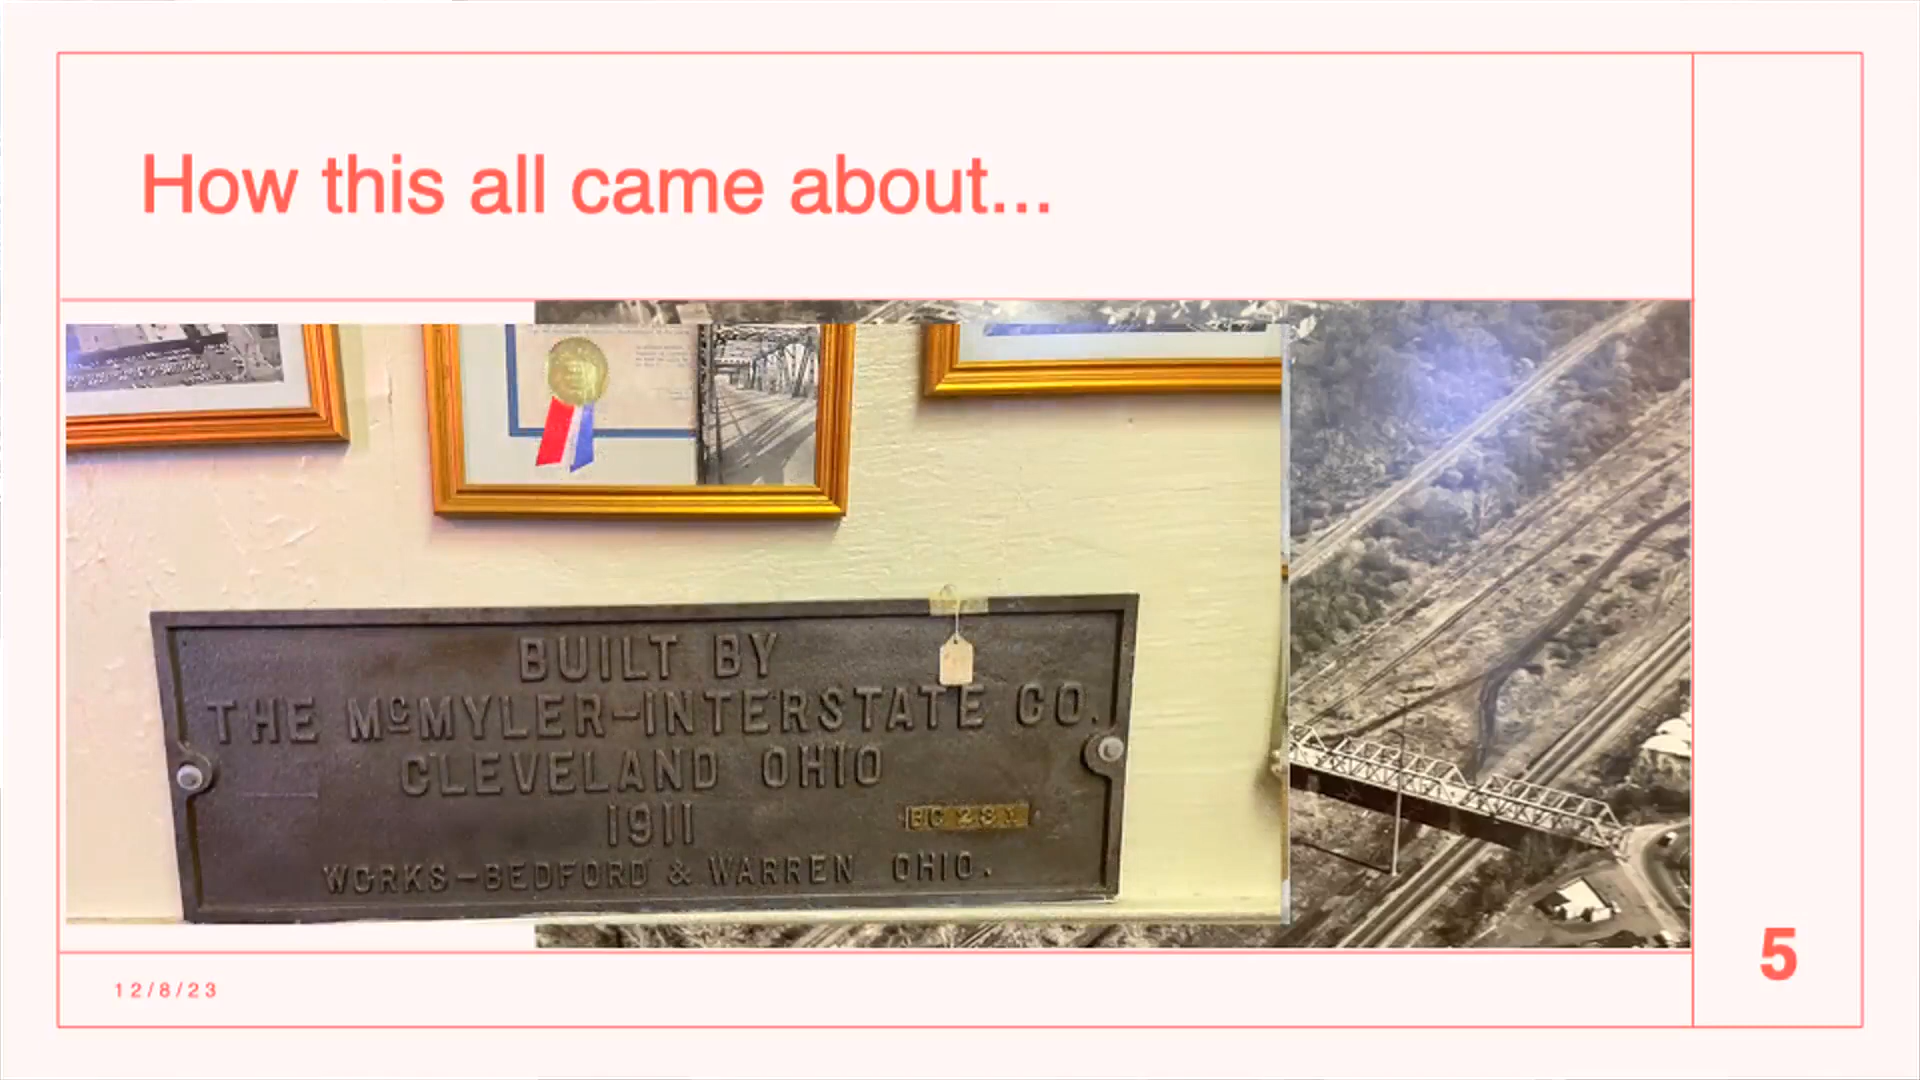 How this all came about...
BUILT BY
THE McMYLER-INTERSTATE CO.
CLEVELAND OHIO
1911
WORKS-BEDFORD & WARREN OHIO.
12/8/23
5